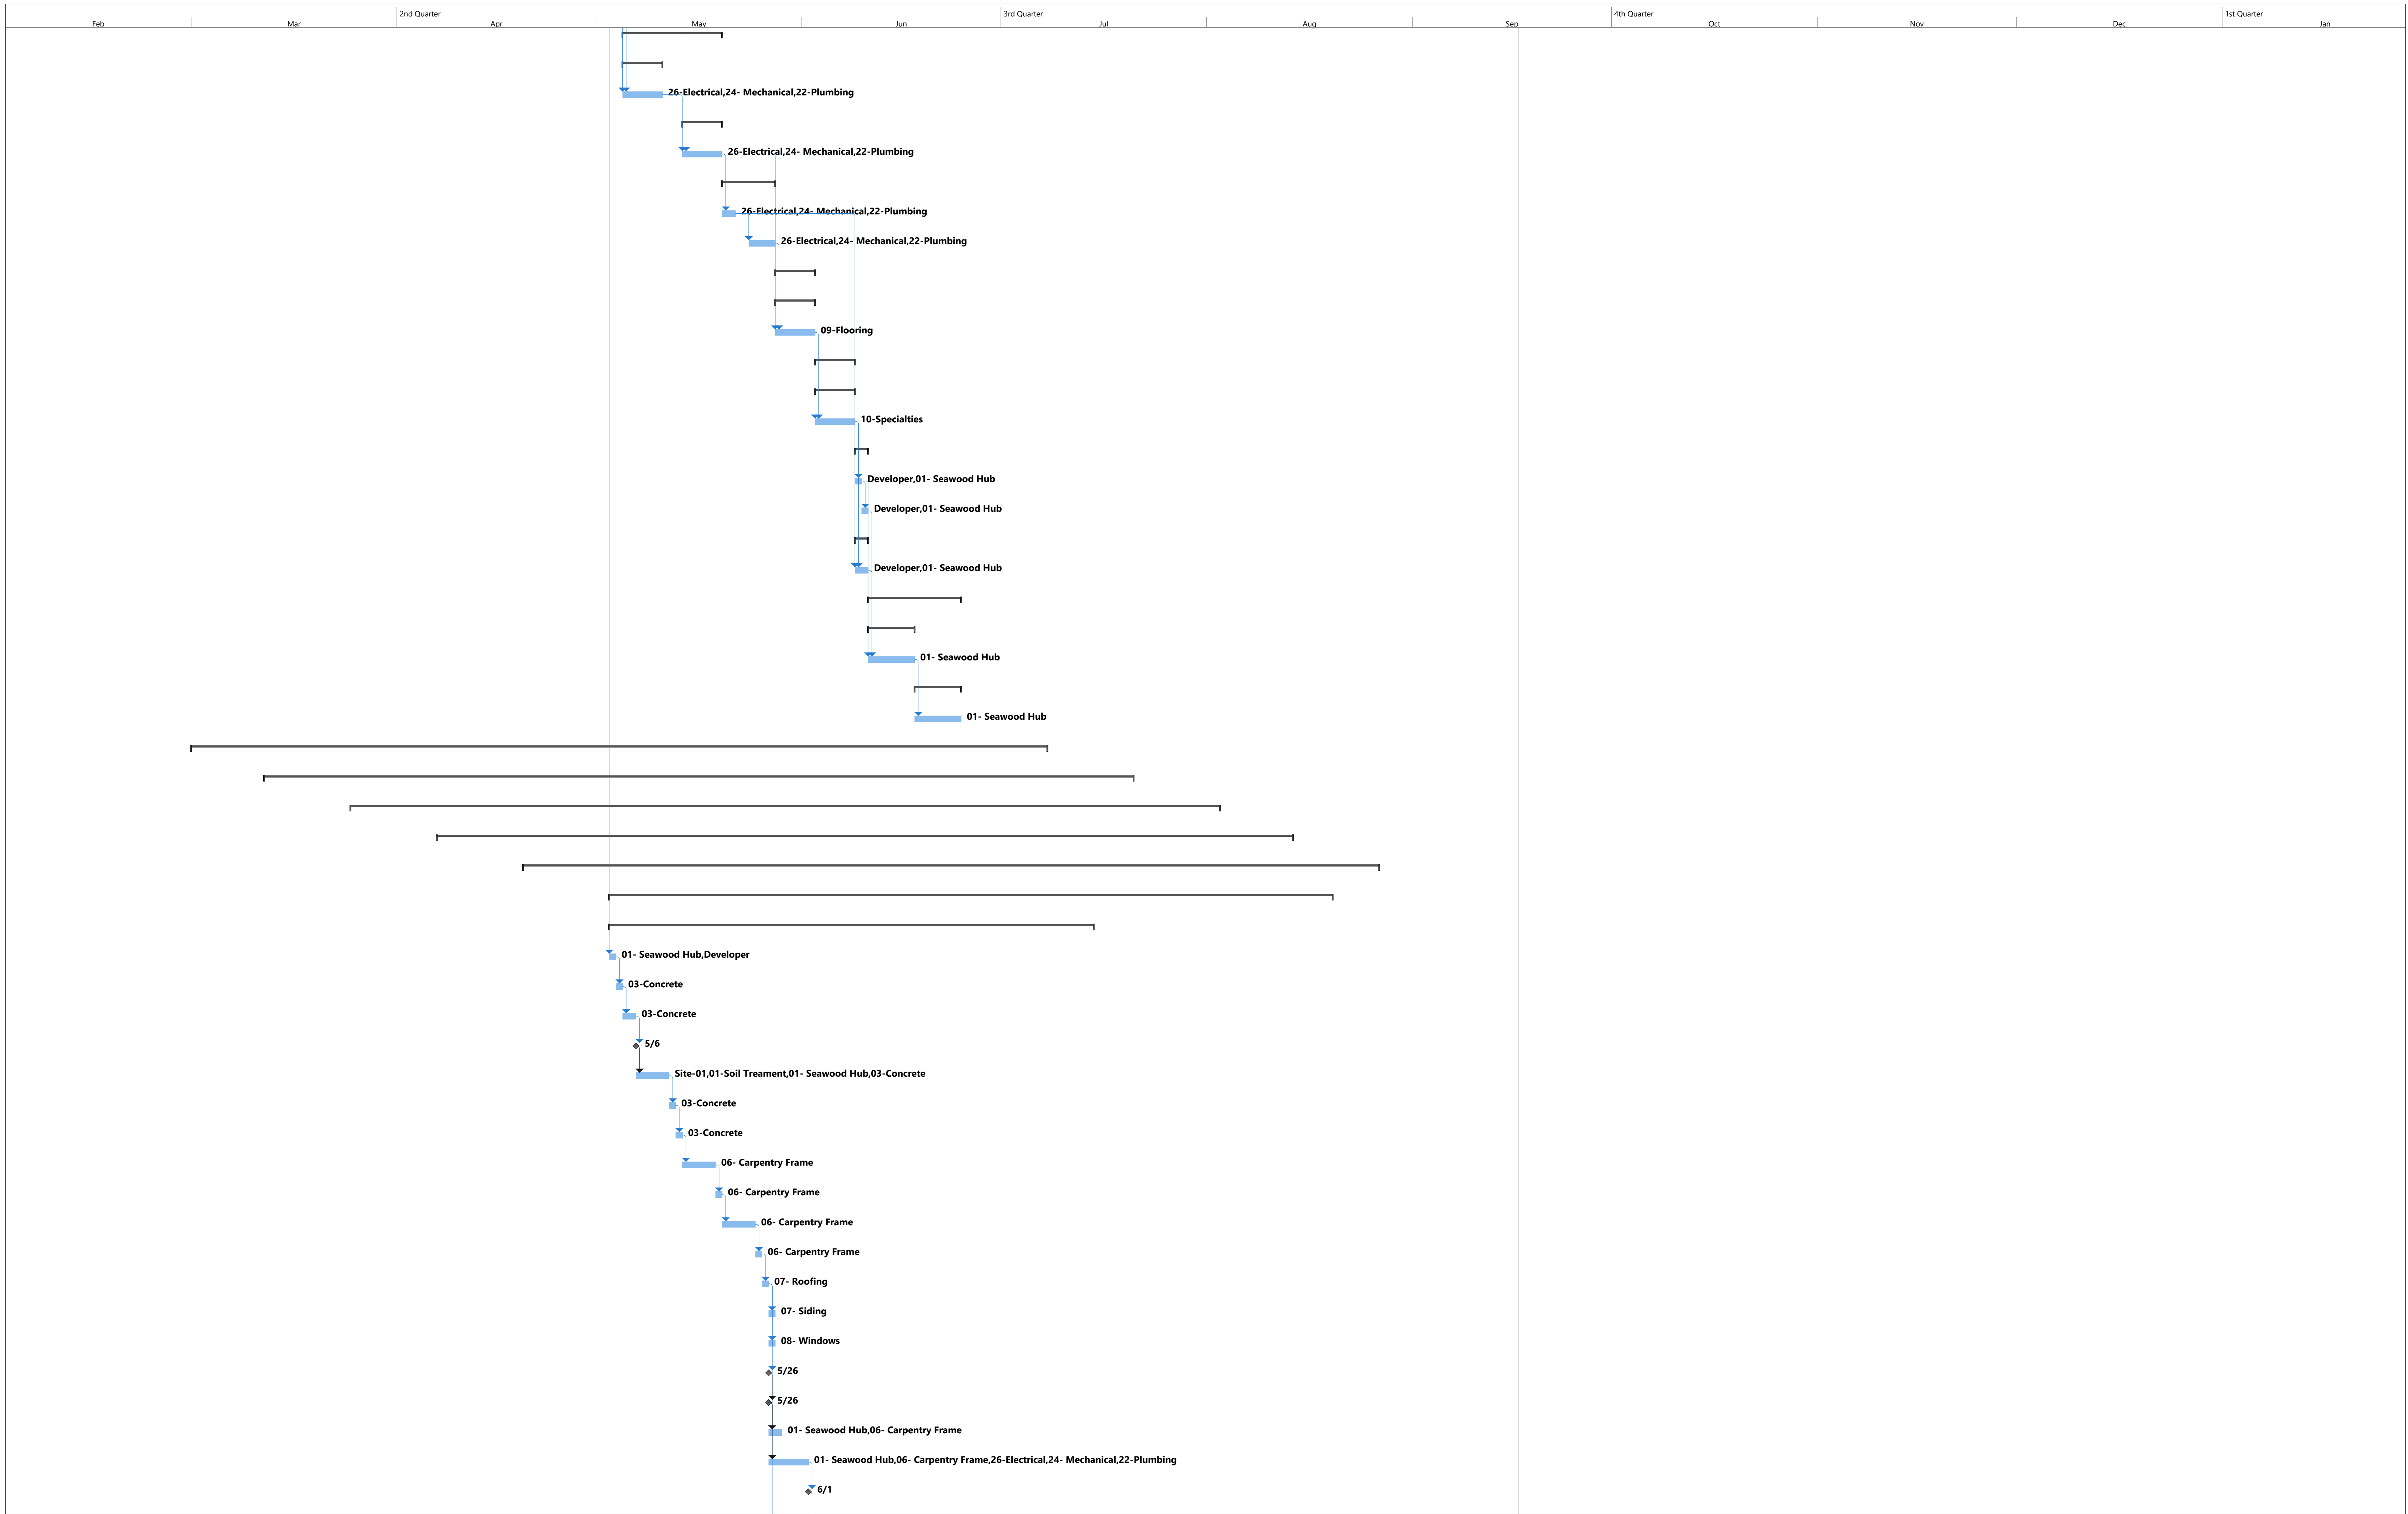 2nd Quarter 3rd Quarter 4th Quarter 1st Quarter
Feb Mar Apr May Jun Jul Aug Sep Oct Nov Dec Jan
26-Electrical,24- Mechanical,22-Plumbing
26-Electrical,24- Mechanical,22-Plumbing
26-Electrical,24- Mechanical,22-Plumbing
26-Electrical,24- Mechanical,22-Plumbing
09-Flooring
10-Specialties
Developer,01- Seawood Hub
Developer,01- Seawood Hub
Developer,01- Seawood Hub
01- Seawood Hub
01- Seawood Hub
01- Seawood Hub,Developer
03-Concrete
03-Concrete
5/6
Site-01,01-Soil Treament,01- Seawood Hub,03-Concrete
03-Concrete
03-Concrete
06- Carpentry Frame
06- Carpentry Frame
06- Carpentry Frame
06- Carpentry Frame
07- Roofing
07- Siding
08- Windows
5/26
5/26
01- Seawood Hub,06- Carpentry Frame
01- Seawood Hub,06- Carpentry Frame,26-Electrical,24- Mechanical,22-Plumbing
6/1